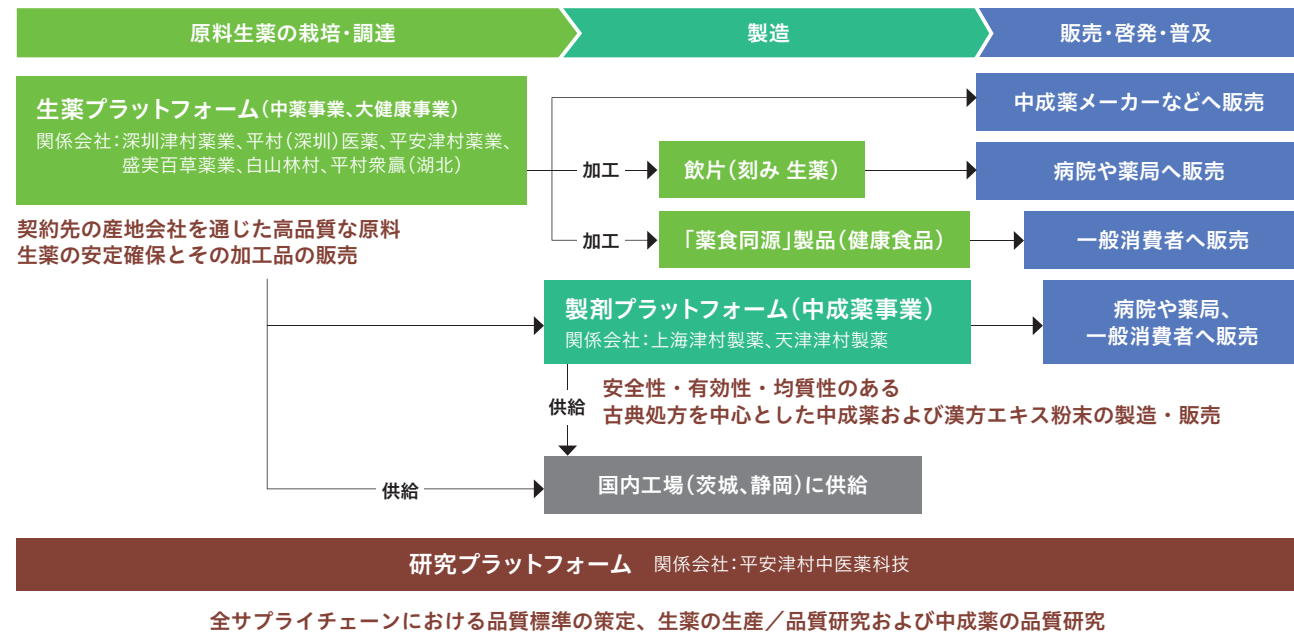 原料生薬の栽培・調達
製造
販売・啓発・普及
生薬プラットフォーム（中薬事業、大健康事業）
関係会社：深圳津村薬業、平村（深圳）医薬、平安津村薬業、
盛実百草薬業、白山林村、平村衆贏（湖北）
契約先の産地会社を通じた高品質な原料
生薬の安定確保とその加工品の販売
中成薬メーカーなどへ販売
加工
飲片（刻み 生薬）
病院や薬局へ販売
加工
「薬食同源」製品（健康食品）
一般消費者へ販売
製剤プラットフォーム（中成薬事業）
関係会社：上海津村製薬、天津津村製薬
病院や薬局、
一般消費者へ販売
供給
安全性・有効性・均質性のある
古典処方を中心とした中成薬および漢方エキス粉末の製造・販売
供給
国内工場（茨城、静岡）に供給
研究プラットフォーム 関係会社：平安津村中医薬科技
全サプライチェーンにおける品質標準の策定、生薬の生産／品質研究および中成薬の品質研究